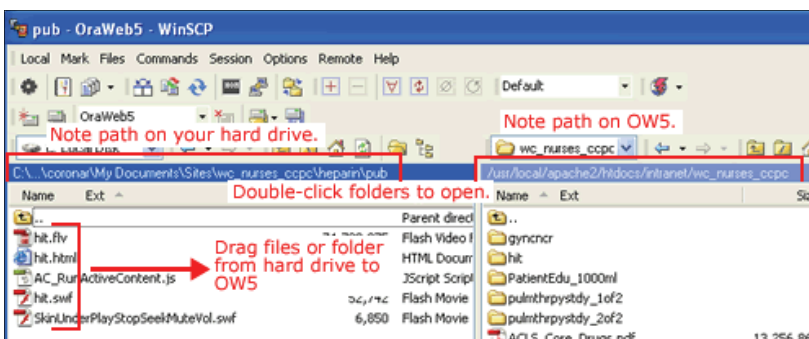 pub - OraWeb5 - WinSCP
Local Mark Files Commands Session Options Remote Help
Default
OraWeb5
Note path on your hard drive.
Note path on OW5.
wc_nurses_ccpc
C:\...\coronar\My Documents\Sites\wc_nurses_ccpc\heparin\pub
/usr/local/apache2/htdocs/intranet/wc_nurses_ccpc
Double-click folders to open.
Name Ext
Name Ext
..
Parent direct
..
hit.flv
Flash Video F
gyncncr
hit.html
HTML Docum
hit
Drag files or folder
from hard drive to
OW5
AC_RunActiveContent.js
JScript Script
PatientEdu_1000ml
hit.swf
52,742 Flash Movie
pulmthrpystdy_1of2
SkinUnderPlayStopSeekMuteVol.swf
6,850 Flash Movie
pulmthrpystdy_2of2
ACLS_Core_Drugs.pdf